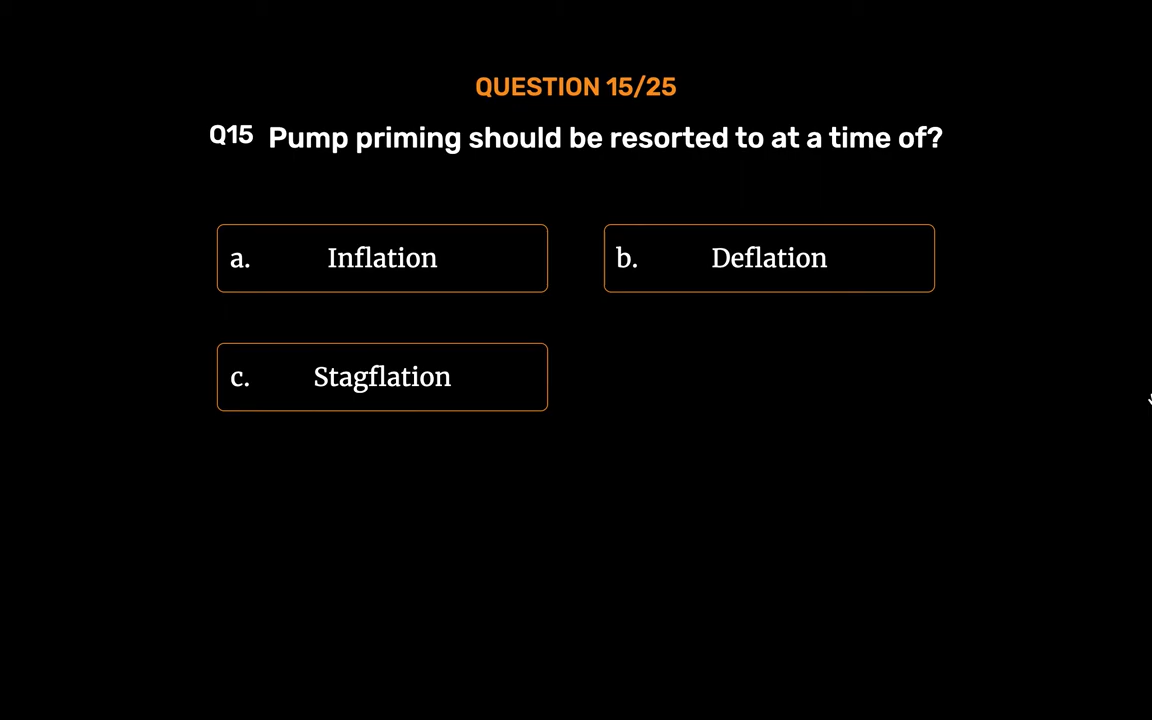 QUESTION 15/25
Q15 Pump priming should be resorted to at a time of?
a. Inflation
b. Deflation
c. Stagflation